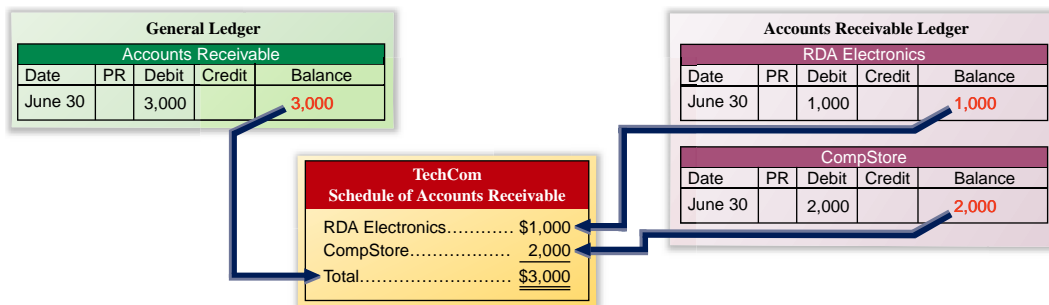 General Ledger
Accounts Receivable
Date PR Debit Credit Balance
June 30 3,000 3,000
Accounts Receivable Ledger
RDA Electronics
Date PR Debit Credit Balance
June 30 1,000 1,000
CompStore
Date PR Debit Credit Balance
June 30 2,000 2,000
TechCom
Schedule of Accounts Receivable
RDA Electronics............ $1,000
CompStore.................. 2,000
Total........................... $3,000